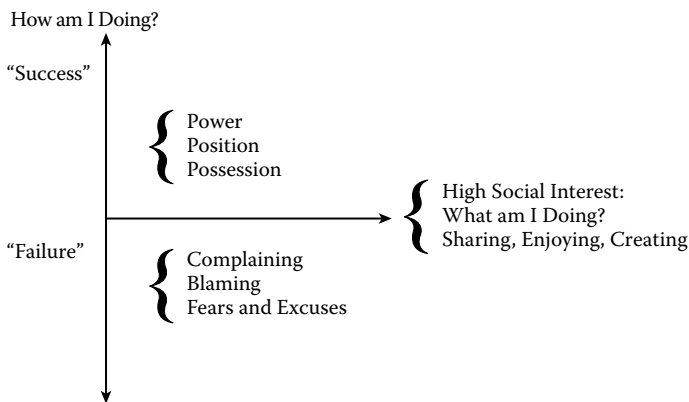 How am I Doing?
“Success”
Power
Position
Possession
High Social Interest:
What am I Doing?
Sharing, Enjoying, Creating
“Failure”
Complaining
Blaming
Fears and Excuses